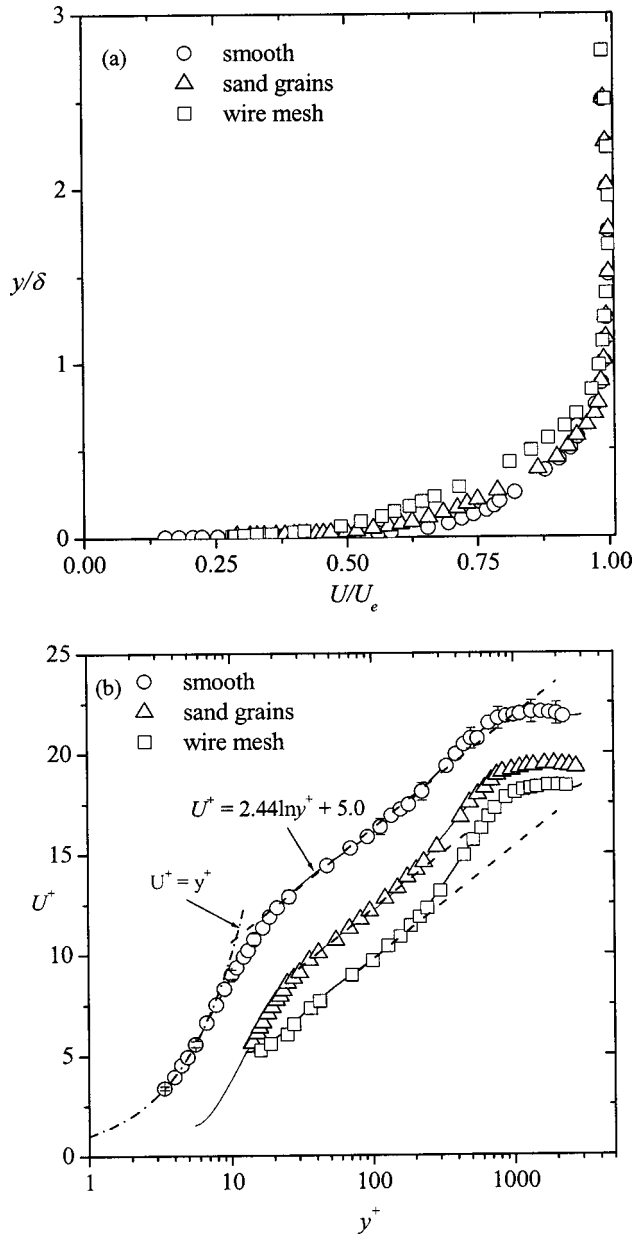 3
(a)
smooth
sand grains
wire mesh
2
y/δ
1
0
0.00 0.25 0.50 0.75 1.00
U/Uₑ
25
(b)
smooth
sand grains
wire mesh
20
U⁺ = 2.44lny⁺ + 5.0
15
U⁺ = y⁺
U⁺
10
5
0
1 10 100 1000
y⁺